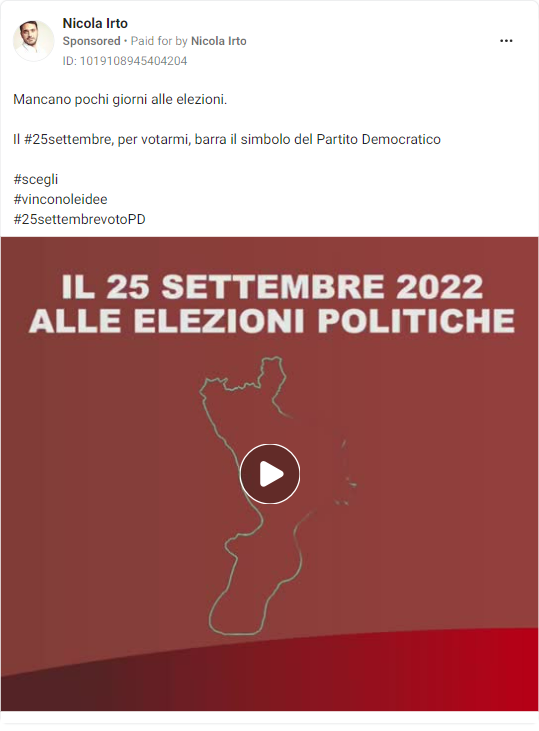 Nicola Irto
Sponsored • Paid for by Nicola Irto
ID: 1019108945404204
Mancano pochi giorni alle elezioni.
Il #25settembre, per votarmi, barra il simbolo del Partito Democratico
#scegli
#vinconoleidee
#25settembrevotoPD
IL 25 SETTEMBRE 2022
ALLE ELEZIONI POLITICHE